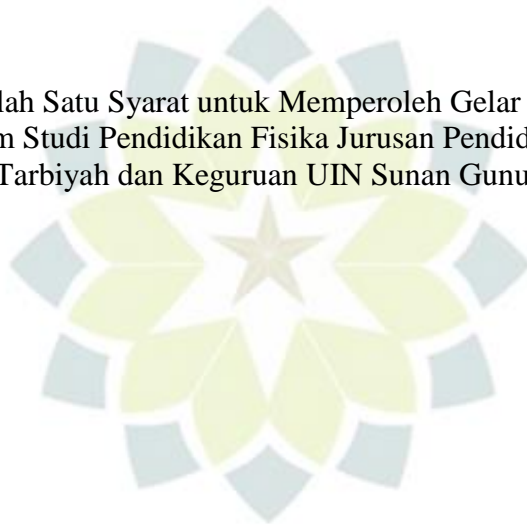 lah Satu Syarat untuk Memperoleh Gelar
m Studi Pendidikan Fisika Jurusan Pendid
Tarbiyah dan Keguruan UIN Sunan Gunu